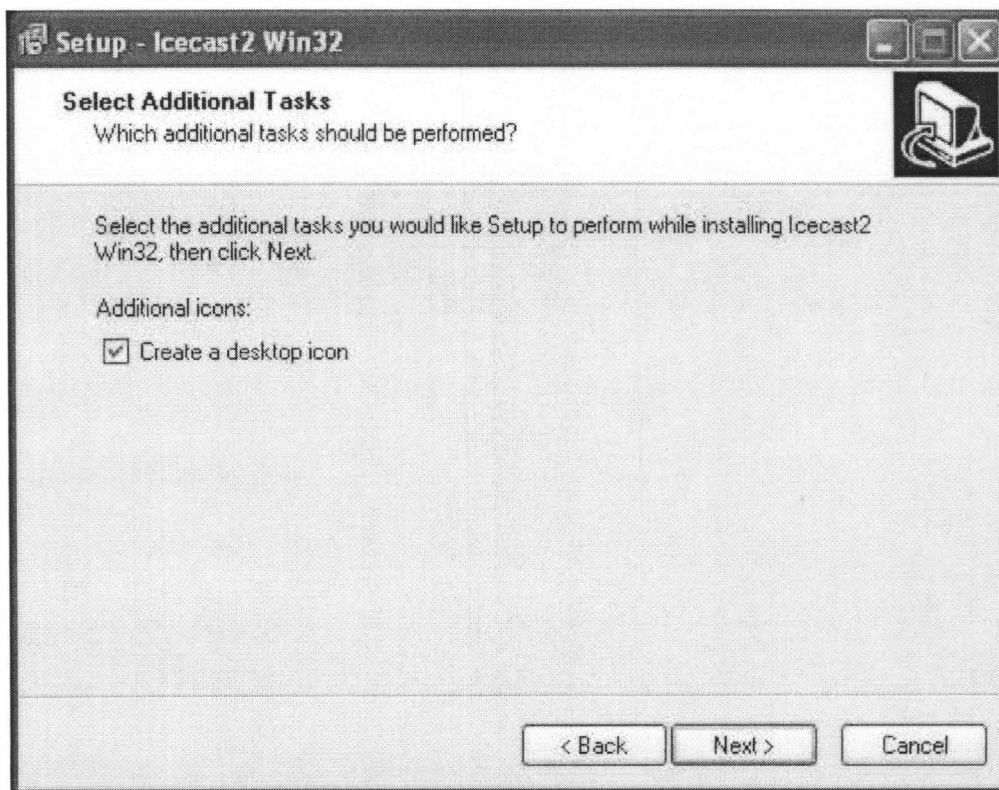 Setup - Icecast2 Win32
Select Additional Tasks
Which additional tasks should be performed?
Select the additional tasks you would like Setup to perform while installing Icecast2
Win32, then click Next.
Additional icons:
Create a desktop icon
< Back
Next >
Cancel